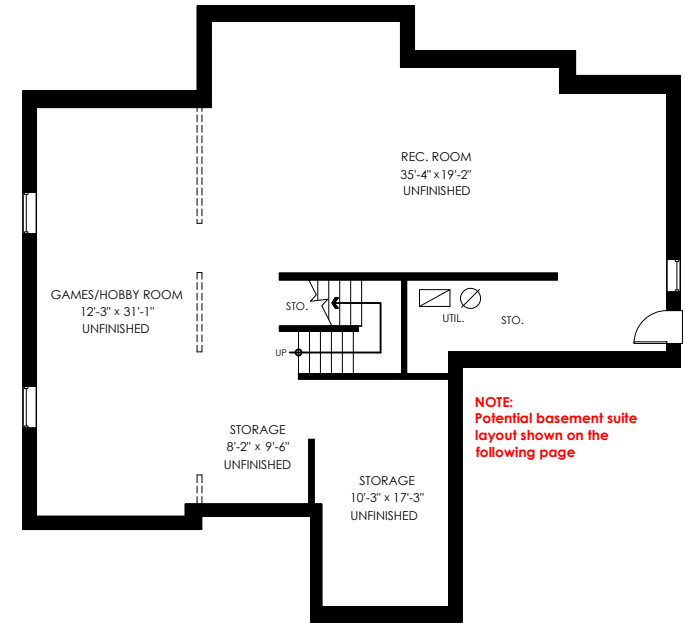 REC. ROOM
35'-4" x 19'-2"
UNFINISHED
GAMES/HOBBY ROOM
12'-3" x 31'-1"
UNFINISHED
STO.
UTIL.
STO.
UP
NOTE:
Potential basement suite
layout shown on the
following page
STORAGE
8'-2" x 9'-6"
UNFINISHED
STORAGE
10'-3" x 17'-3"
UNFINISHED